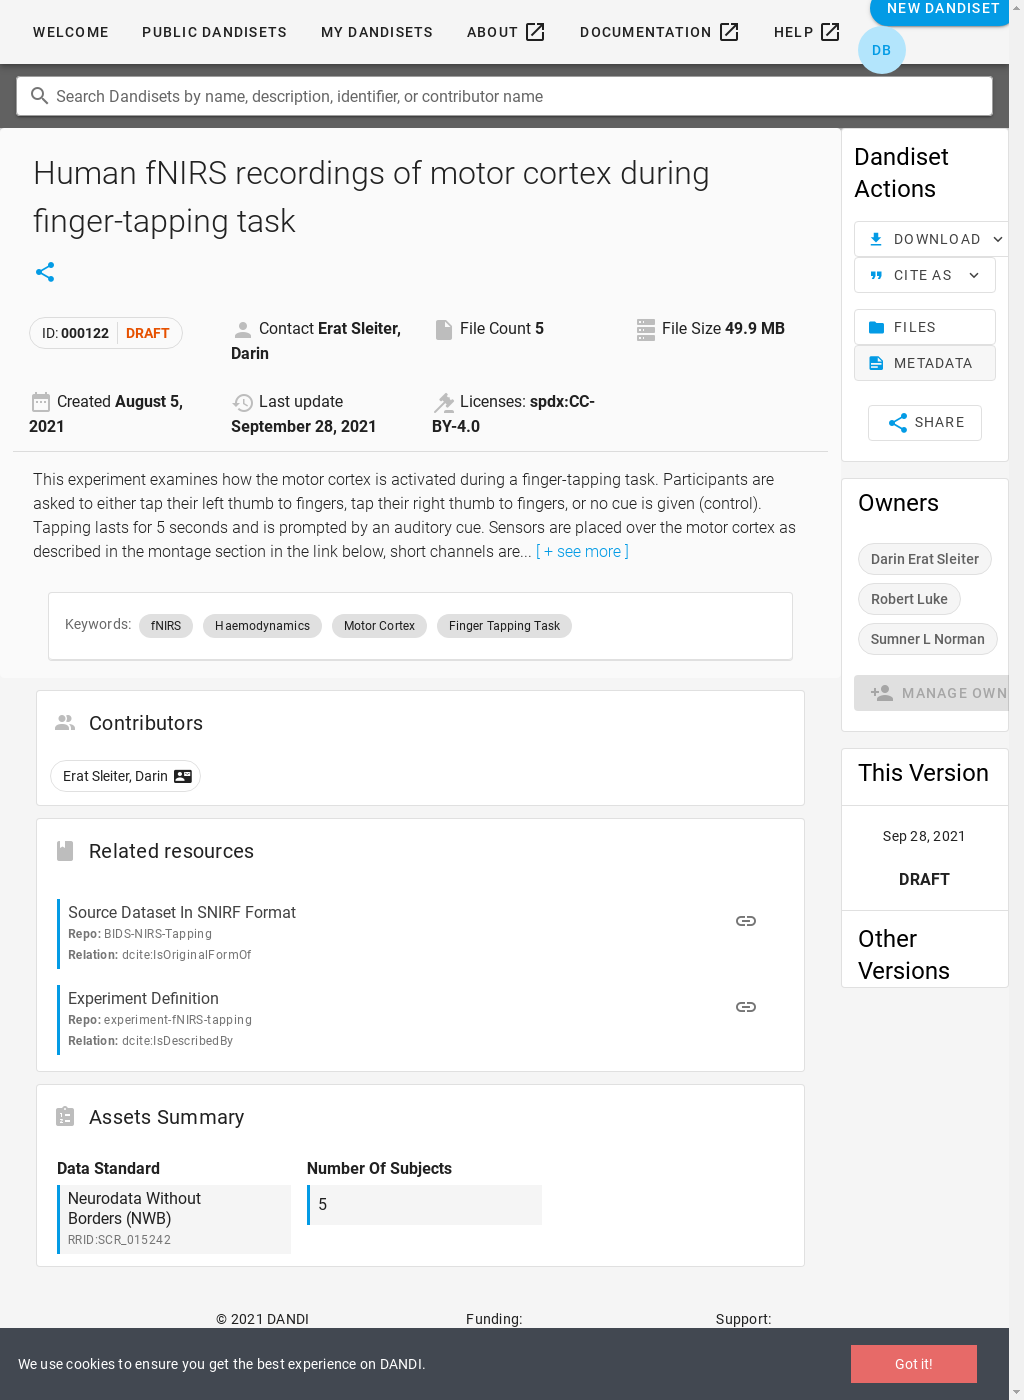 WELCOME
PUBLIC DANDISETS
MY DANDISETS
ABOUT
DOCUMENTATION
HELP
NEW DANDISET
DB
Search Dandisets by name, description, identifier, or contributor name
Human fNIRS recordings of motor cortex during
finger-tapping task
ID: 000122
DRAFT
Contact Erat Sleiter,
Darin
File Count 5
File Size 49.9 MB
Created August 5,
2021
Last update
September 28, 2021
Licenses: spdx:CC-
BY-4.0
This experiment examines how the motor cortex is activated during a finger-tapping task. Participants are
asked to either tap their left thumb to fingers, tap their right thumb to fingers, or no cue is given (control).
Tapping lasts for 5 seconds and is prompted by an auditory cue. Sensors are placed over the motor cortex as
described in the montage section in the link below, short channels are... [ + see more ]
Keywords:
fNIRS
Haemodynamics
Motor Cortex
Finger Tapping Task
Contributors
Erat Sleiter, Darin
Related resources
Source Dataset In SNIRF Format
Repo: BIDS-NIRS-Tapping
Relation: dcite:IsOriginalFormOf
Experiment Definition
Repo: experiment-fNIRS-tapping
Relation: dcite:IsDescribedBy
Assets Summary
Data Standard
Neurodata Without
Borders (NWB)
RRID:SCR_015242
Number Of Subjects
5
Dandiset
Actions
DOWNLOAD
CITE AS
FILES
METADATA
SHARE
Owners
Darin Erat Sleiter
Robert Luke
Sumner L Norman
MANAGE OWN
This Version
Sep 28, 2021
DRAFT
Other
Versions
© 2021 DANDI
Funding:
Support:
We use cookies to ensure you get the best experience on DANDI.
Got it!